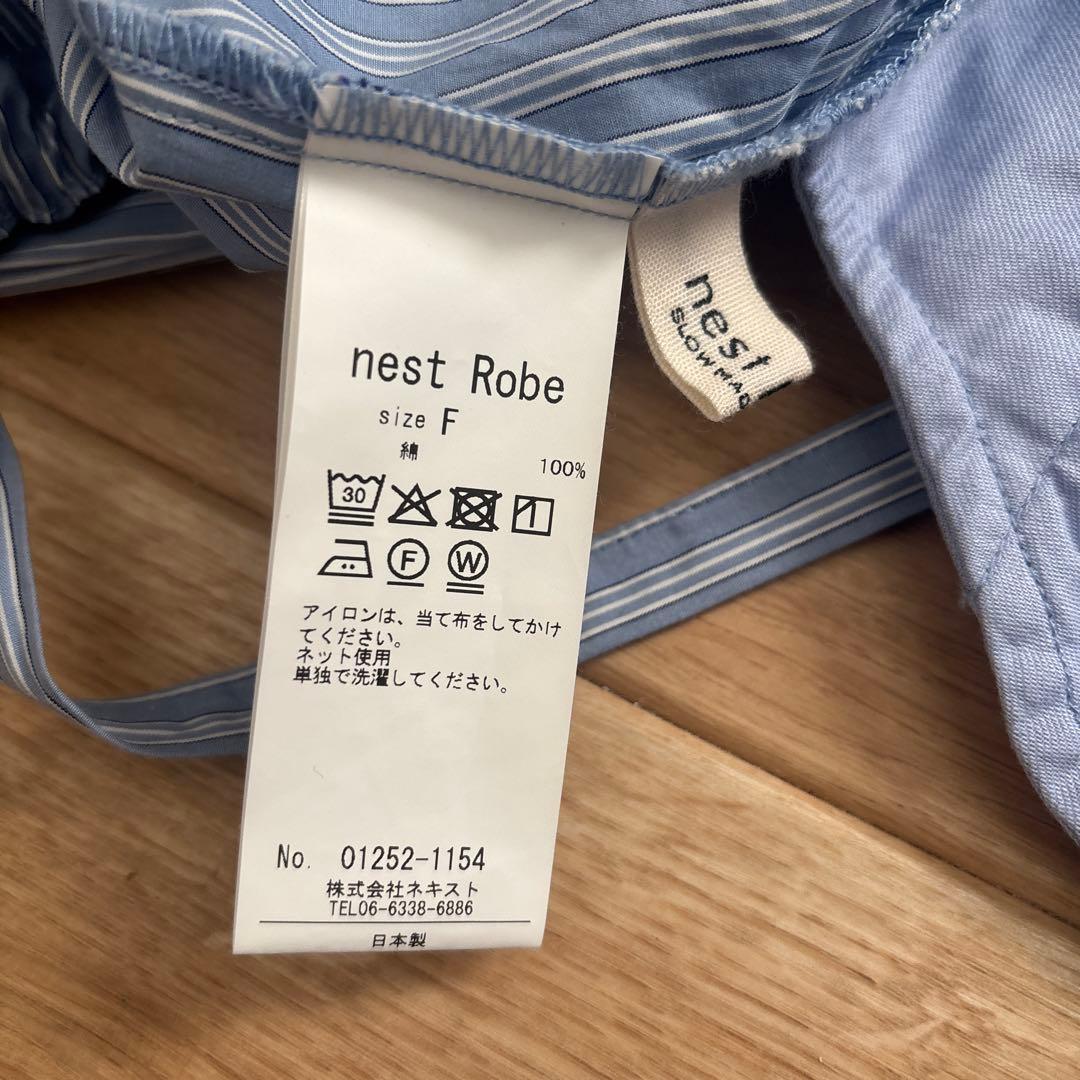 nest Robe
size F
綿 100%
30
F W
アイロンは、当て布をしてかけ
てください。
ネット使用
単独で洗濯してください。
No. 01252-1154
株式会社ネキスト
TEL06-6338-6886
日本製
nest
SLOWMAD